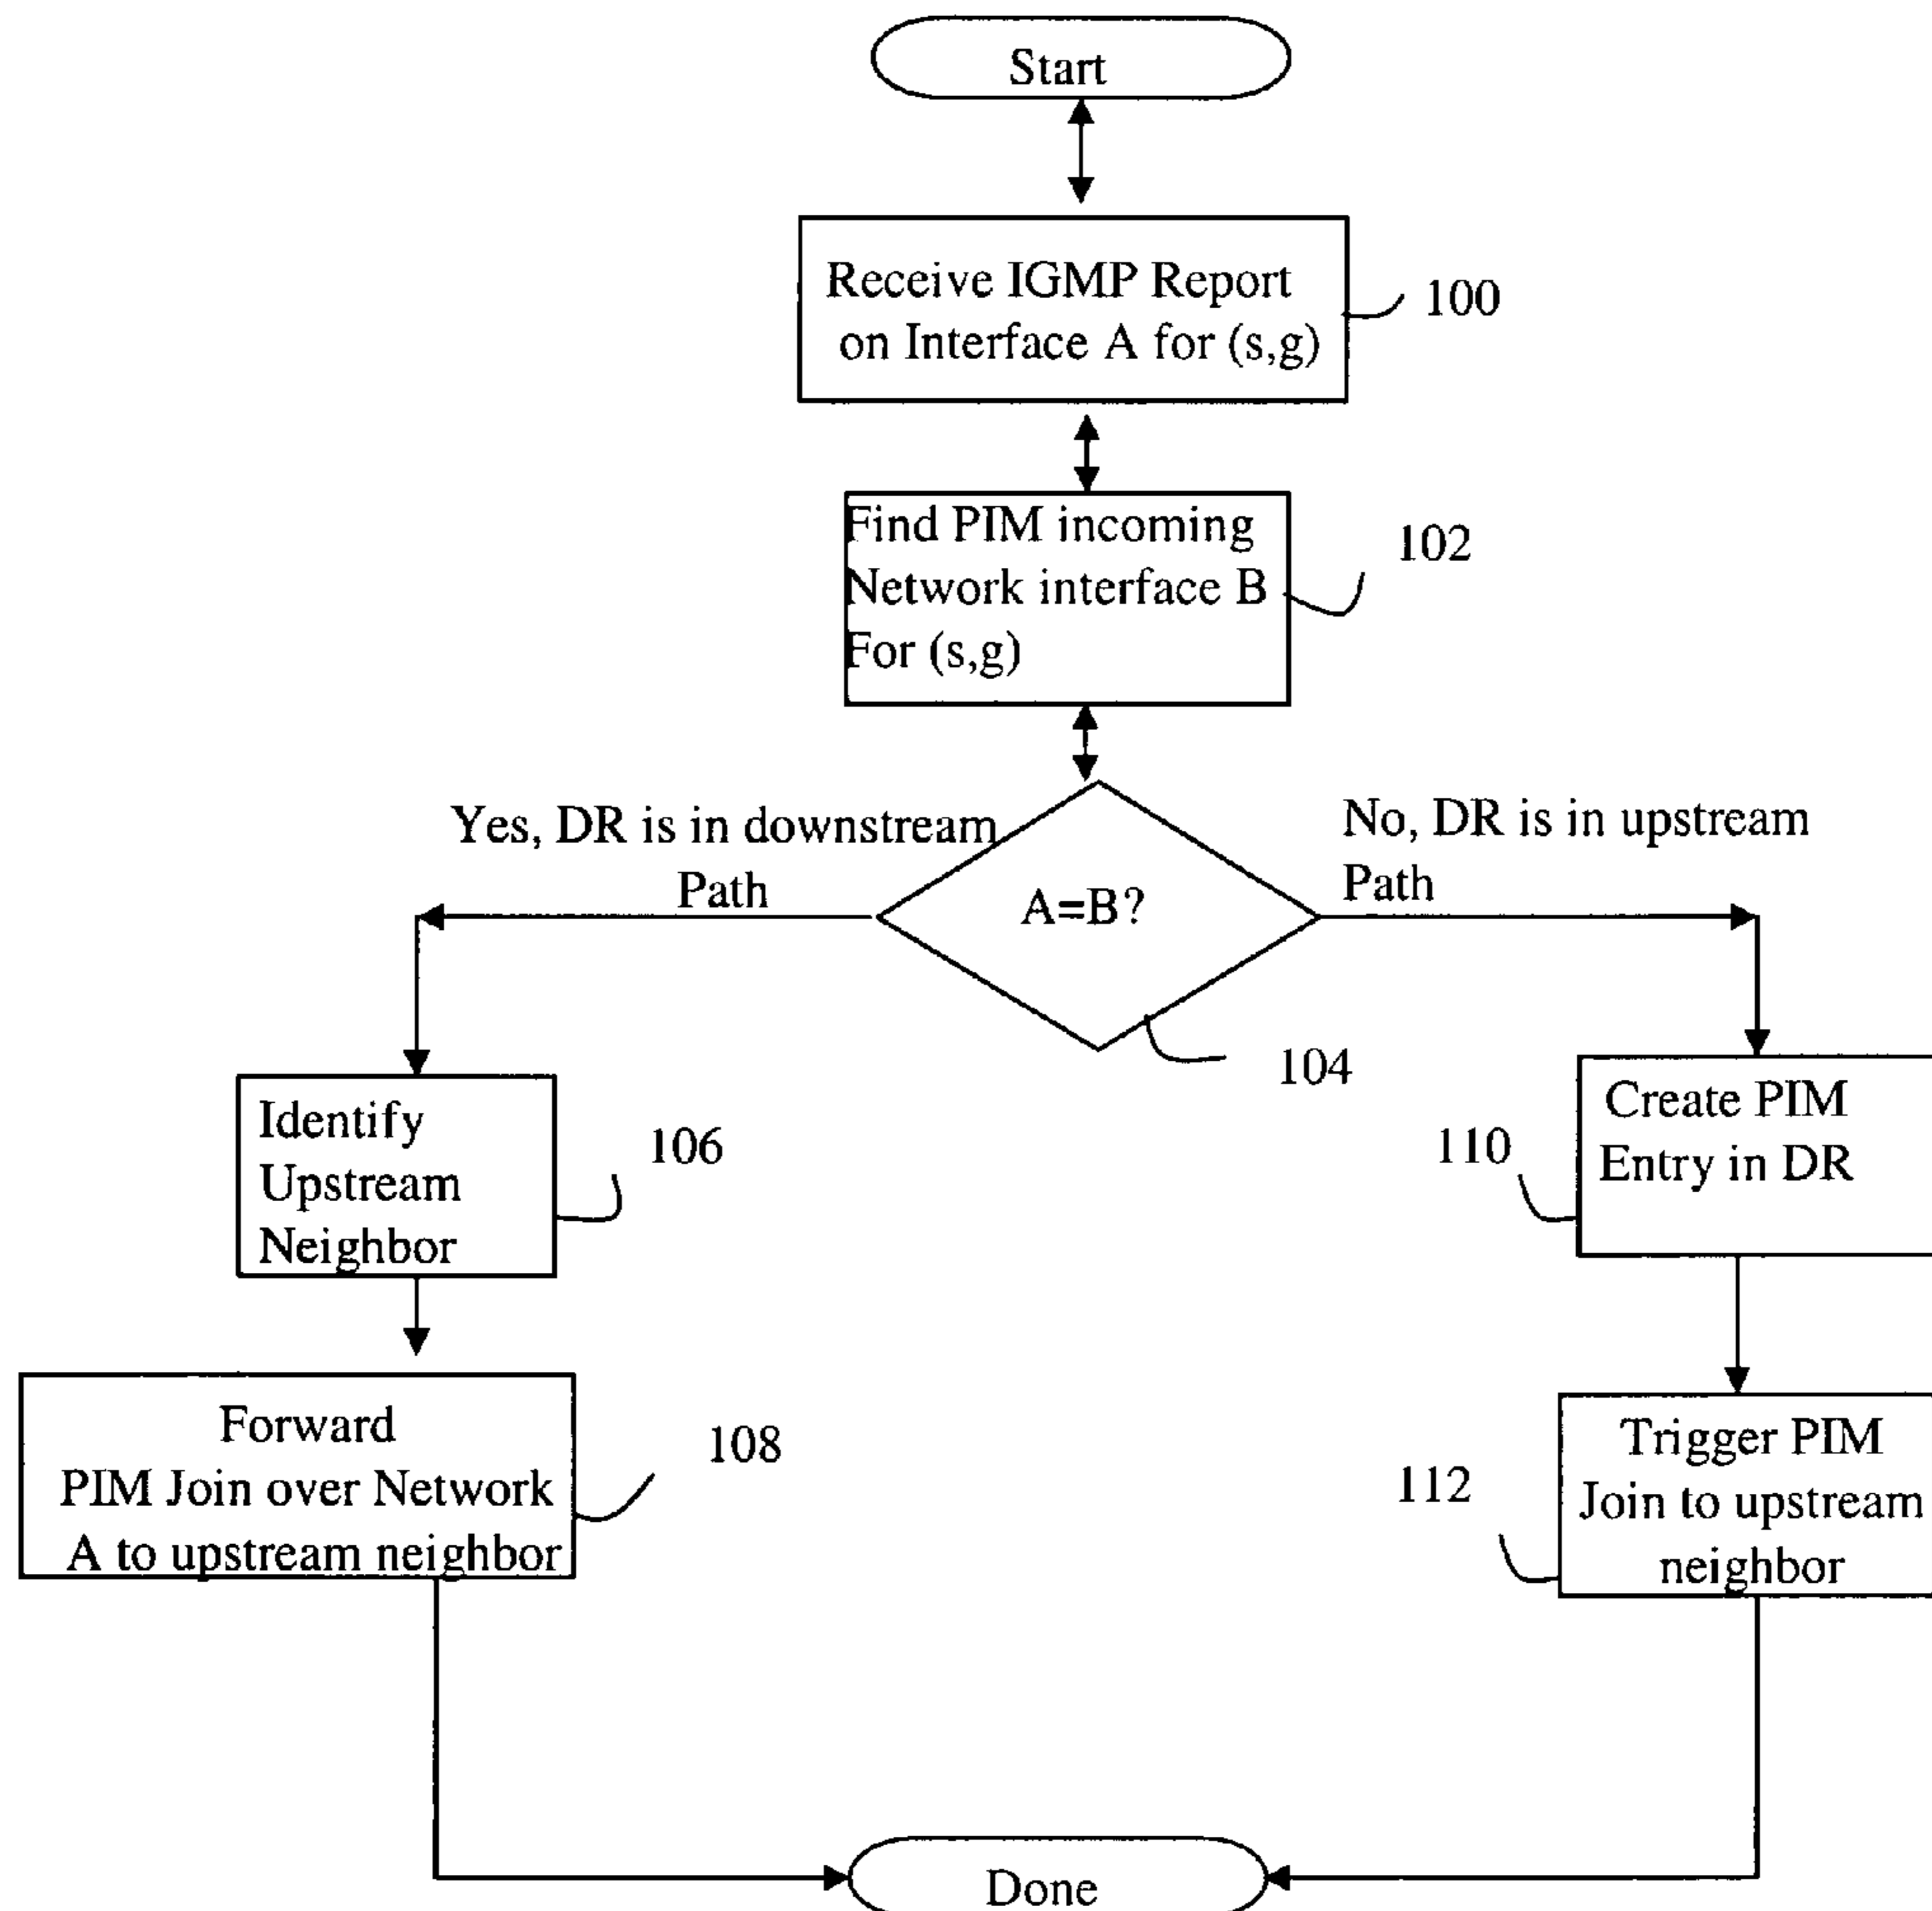 Start
Receive IGMP Report
on Interface A for (s,g)
100
Find PIM incoming
Network interface B
For (s,g)
102
Yes, DR is in downstream
Path
A=B?
No, DR is in upstream
Path
104
Identify
Upstream
Neighbor
106
110
Create PIM
Entry in DR
Forward
PIM Join over Network
A to upstream neighbor
108
112
Trigger PIM
Join to upstream
neighbor
Done